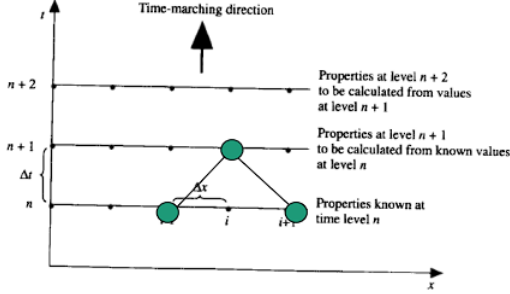 t
Time-marching direction
n + 2
Properties at level n + 2
to be calculated from values
at level n + 1
n + 1
Properties at level n + 1
to be calculated from known values
at level n
Δt
Δx
n
i
Properties known at
time level n
x